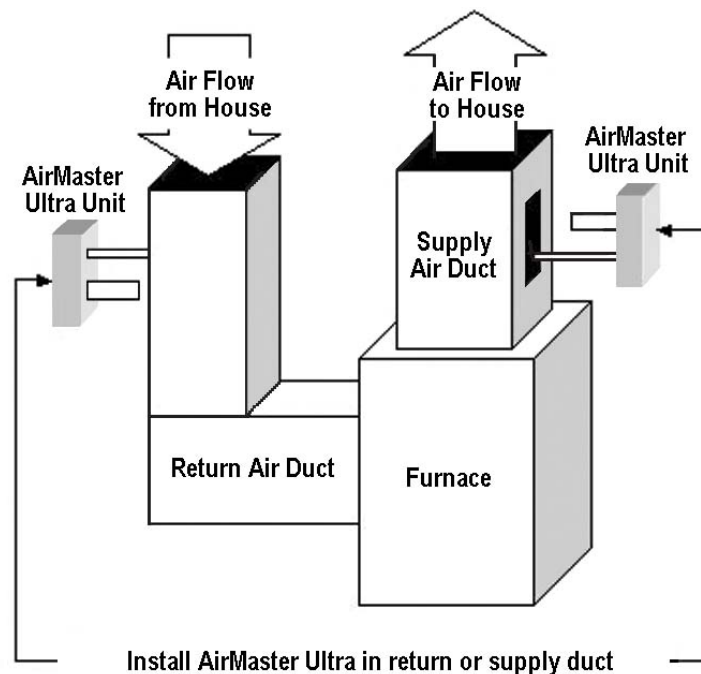 Air Flow
from House
Air Flow
to House
AirMaster
Ultra Unit
AirMaster
Ultra Unit
Supply
Air Duct
Return Air Duct
Furnace
Install AirMaster Ultra in return or supply duct